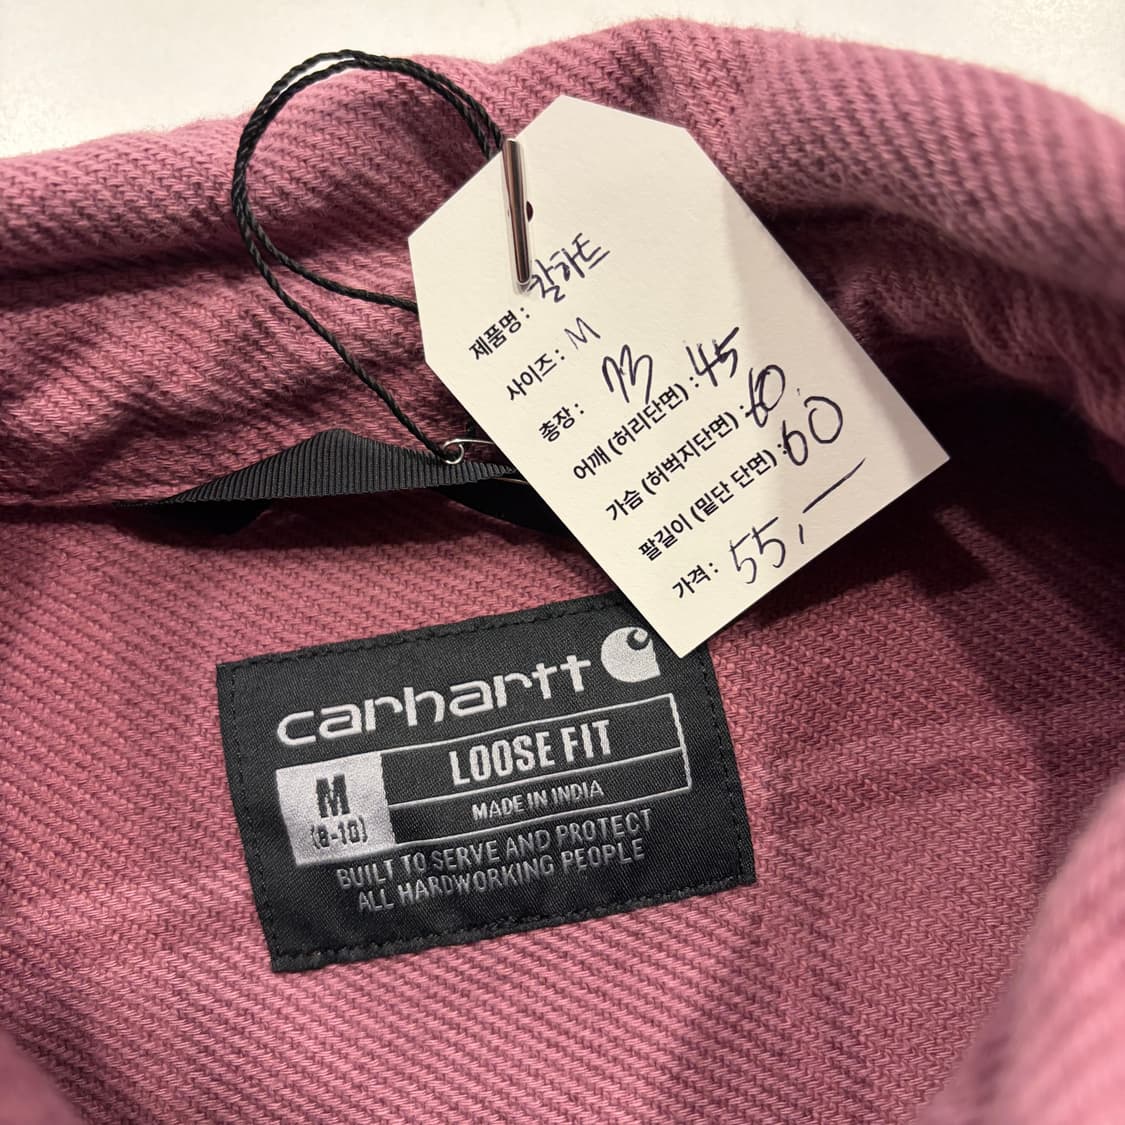 제품명 : 칼하트
사이즈 : M
총장 : 73
어깨 (허리단면) : 45
가슴 (허벅지단면) : 60
팔길이 (밑단 단면) : 60
가격 : 55,—
carhartt
M
(8-10)
LOOSE FIT
MADE IN INDIA
BUILT TO SERVE AND PROTECT
ALL HARDWORKING PEOPLE